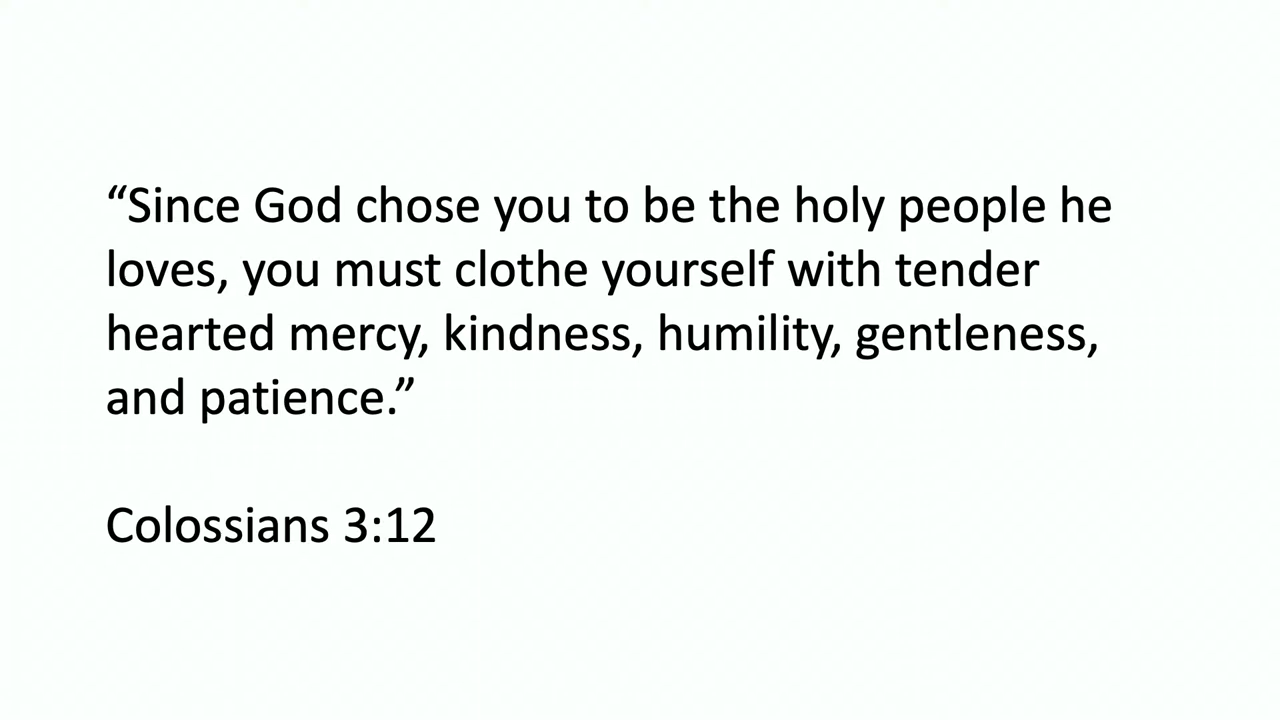 “Since God chose you to be the holy people he
loves, you must clothe yourself with tender
hearted mercy, kindness, humility, gentleness,
and patience.”
Colossians 3:12